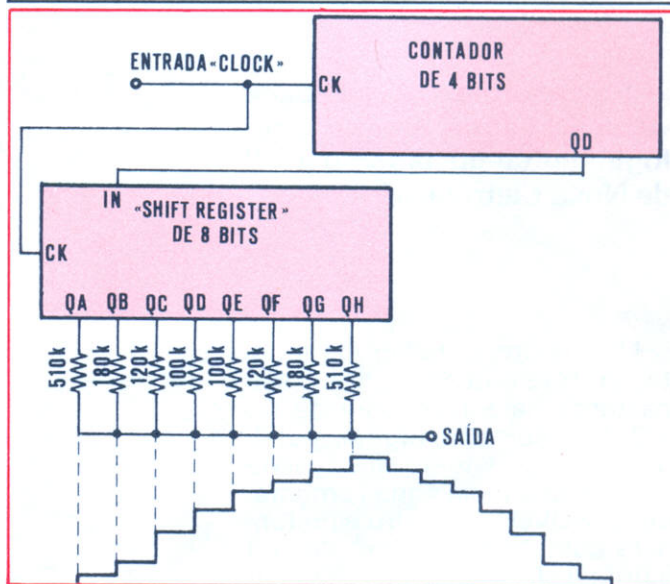 CONTADOR
DE 4 BITS
ENTRADA «CLOCK»
CK
QD
IN
«SHIFT REGISTER»
DE 8 BITS
CK
QA QB QC QD QE QF QG QH
510k 180k 120k 100k 100k 120k 180k 510k
SAÍDA